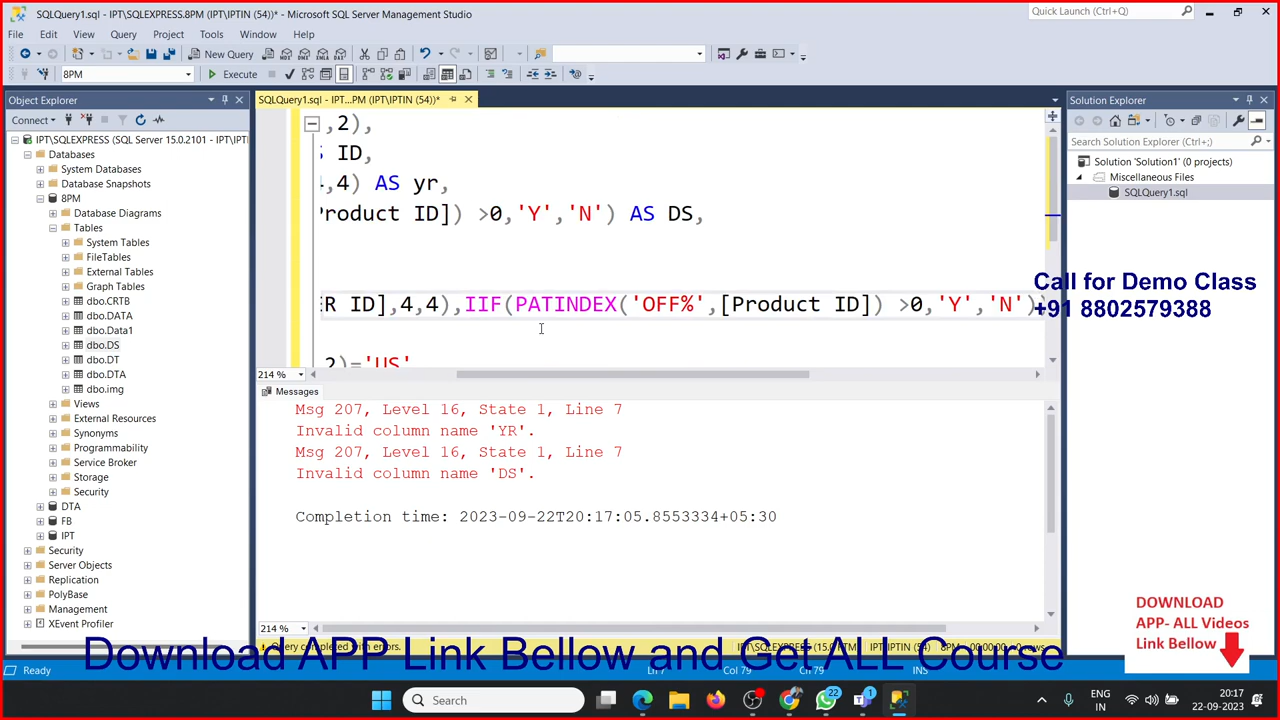 SQLQuery1.sql - IPT\SQLEXPRESS.8PM (IPT\IPTIN (54))* - Microsoft SQL Server Management Studio
Quick Launch (Ctrl+Q)
File Edit View Query Project Tools Window Help
New Query
8PM Execute
Object Explorer
Connect
IPT\SQLEXPRESS (SQL Server 15.0.2101 - IPT\IPTIN
Databases
System Databases
Database Snapshots
8PM
Database Diagrams
Tables
System Tables
FileTables
External Tables
Graph Tables
dbo.CRTB
dbo.DATA
dbo.Data1
dbo.DS
dbo.DT
dbo.DTA
dbo.img
Views
External Resources
Synonyms
Programmability
Service Broker
Storage
Security
DTA
FB
IPT
Security
Server Objects
Replication
PolyBase
Management
XEvent Profiler
SQLQuery1.sql - IPT...PM (IPT\IPTIN (54))*
,2),
ID,
,4) AS yr,
Product ID]) >0,'Y','N') AS DS,
ER ID],4,4),IIF(PATINDEX('OFF%',[Product ID]) >0,'Y','N')
2)='US'
214 %
Messages
Msg 207, Level 16, State 1, Line 7
Invalid column name 'YR'.
Msg 207, Level 16, State 1, Line 7
Invalid column name 'DS'.
Completion time: 2023-09-22T20:17:05.8553334+05:30
214 %
Solution Explorer
Search Solution Explorer (Ctrl+;)
Solution 'Solution1' (0 projects)
Miscellaneous Files
SQLQuery1.sql
Call for Demo Class
+91 8802579388
DOWNLOAD
APP- ALL Videos
Link Bellow
Download APP Link Bellow and Get ALL Course
Ready
Col 79
INS
Search
22
1
ENG
IN
20:17
22-09-2023